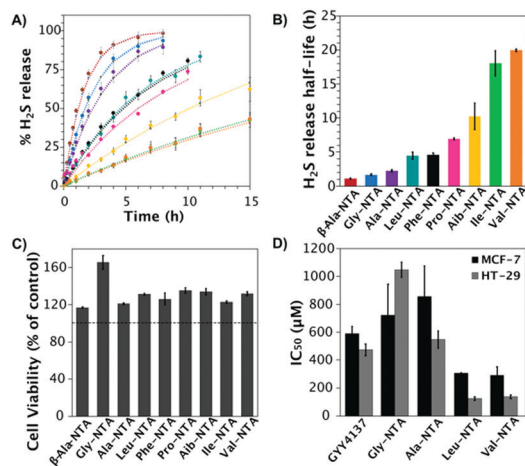 A)
% H₂S release
100
75
50
25
0
0 5 10 15
Time (h)
B)
H₂S release half-life (h)
20
15
10
5
0
β-Ala-NTA
Gly-NTA
Ala-NTA
Leu-NTA
Phe-NTA
Pro-NTA
Aib-NTA
Ile-NTA
Val-NTA
C)
Cell Viability (% of control)
160
120
80
40
0
β-Ala-NTA
Gly-NTA
Ala-NTA
Leu-NTA
Phe-NTA
Pro-NTA
Aib-NTA
Ile-NTA
Val-NTA
D)
IC₅₀ (µM)
1200
1000
800
600
400
200
0
MCF-7
HT-29
GYY4137
Gly-NTA
Ala-NTA
Leu-NTA
Val-NTA